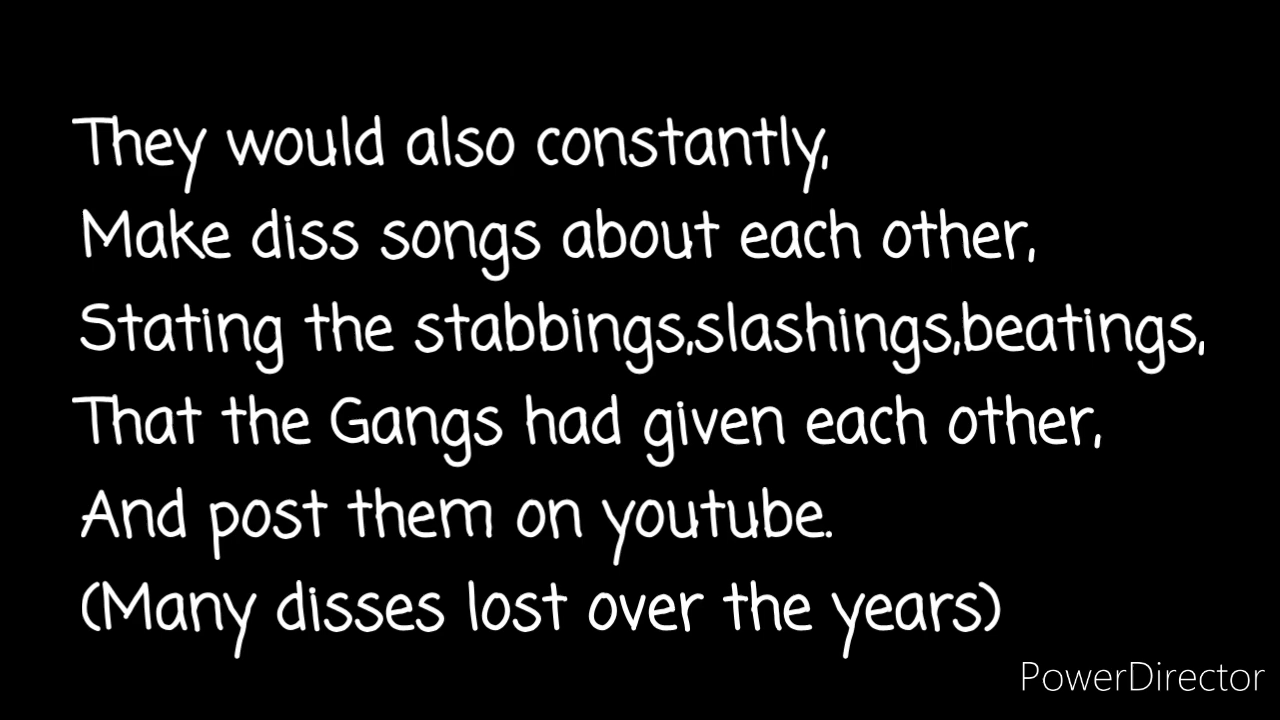 They would also constantly,
Make diss songs about each other,
Stating the stabbings,slashings,beatings,
That the Gangs had given each other,
And post them on youtube.
(Many disses lost over the years)
PowerDirector